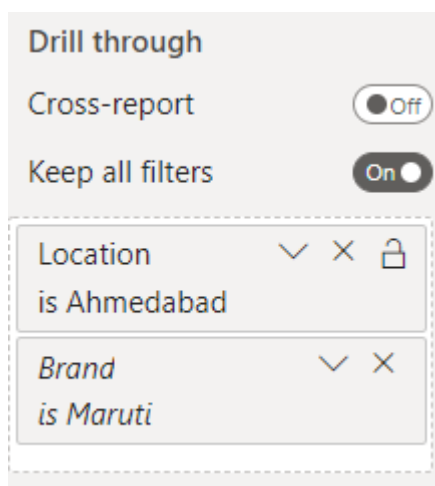 Drill through
Cross-report Off
Keep all filters On
Location
is Ahmedabad
Brand
is Maruti